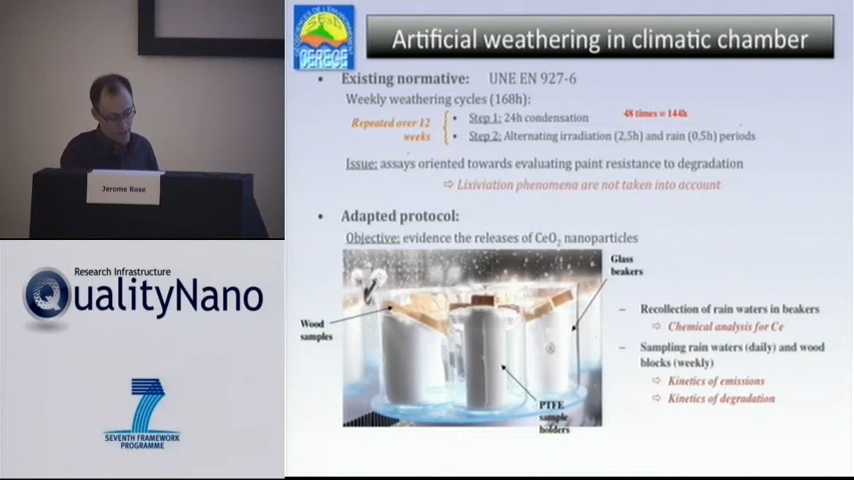 Jerome Rose
Research Infrastructure
QualityNano
7
SEVENTH FRAMEWORK
PROGRAMME
CEREGE
Artificial weathering in climatic chamber
• Existing normative: UNE EN 927-6
Weekly weathering cycles (168h):
Repeated over 12
weeks
• Step 1: 24h condensation
48 times = 144h
• Step 2: Alternating irradiation (2,5h) and rain (0,5h) periods
Issue: assays oriented towards evaluating paint resistance to degradation
⇨ Lixiviation phenomena are not taken into account
• Adapted protocol:
Objective: evidence the releases of CeO2 nanoparticles
Glass
beakers
Wood
samples
PTFE
sample
holders
– Recollection of rain waters in beakers
⇨ Chemical analysis for Ce
– Sampling rain waters (daily) and wood
blocks (weekly)
⇨ Kinetics of emissions
⇨ Kinetics of degradation